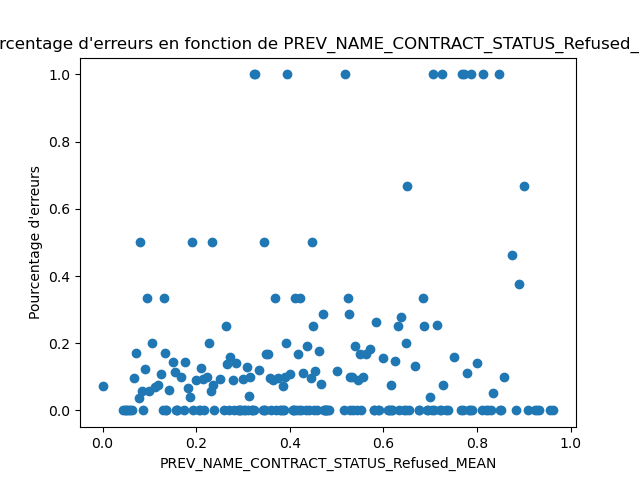 rcentage d'erreurs en fonction de PREV_NAME_CONTRACT_STATUS_Refused_
1.0
0.8
0.6
0.4
0.2
0.0
Pourcentage d'erreurs
0.0 0.2 0.4 0.6 0.8 1.0
PREV_NAME_CONTRACT_STATUS_Refused_MEAN